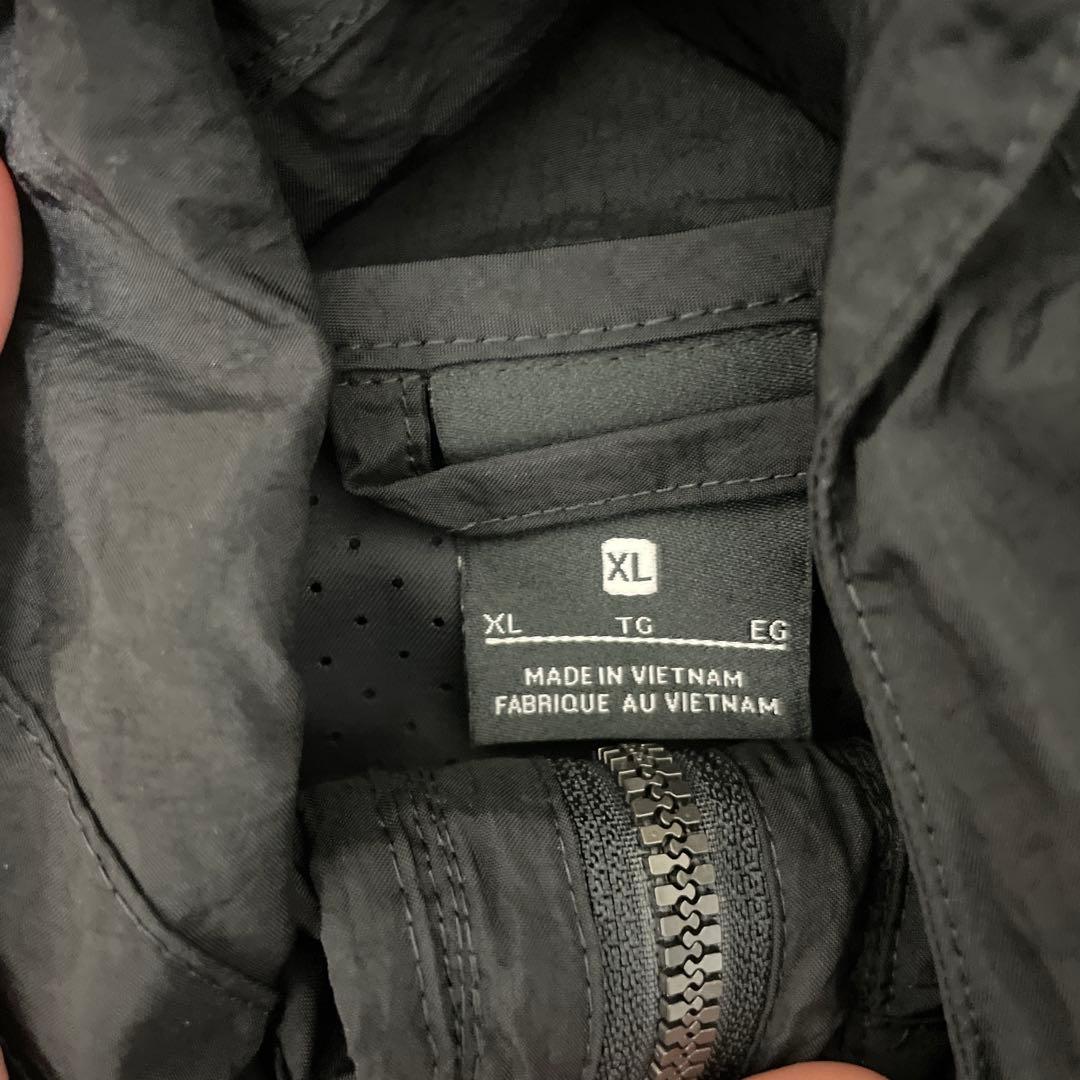 XL
XL TG EG
MADE IN VIETNAM
FABRIQUE AU VIETNAM